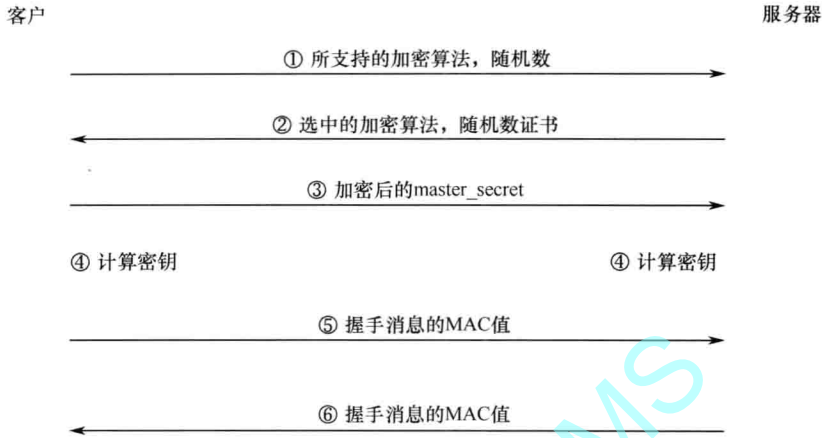 客户 服务器
① 所支持的加密算法，随机数
② 选中的加密算法，随机数证书
③ 加密后的master_secret
④ 计算密钥 ④ 计算密钥
⑤ 握手消息的MAC值
⑥ 握手消息的MAC值
MS